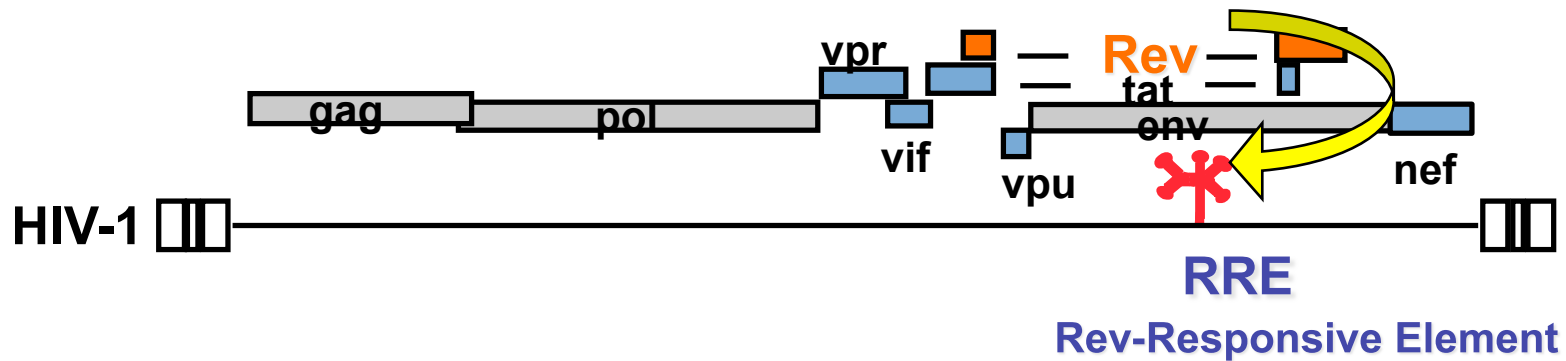 vpr
Rev
tat
gag
pol
env
vif
vpu
nef
HIV-1
RRE
Rev-Responsive Element